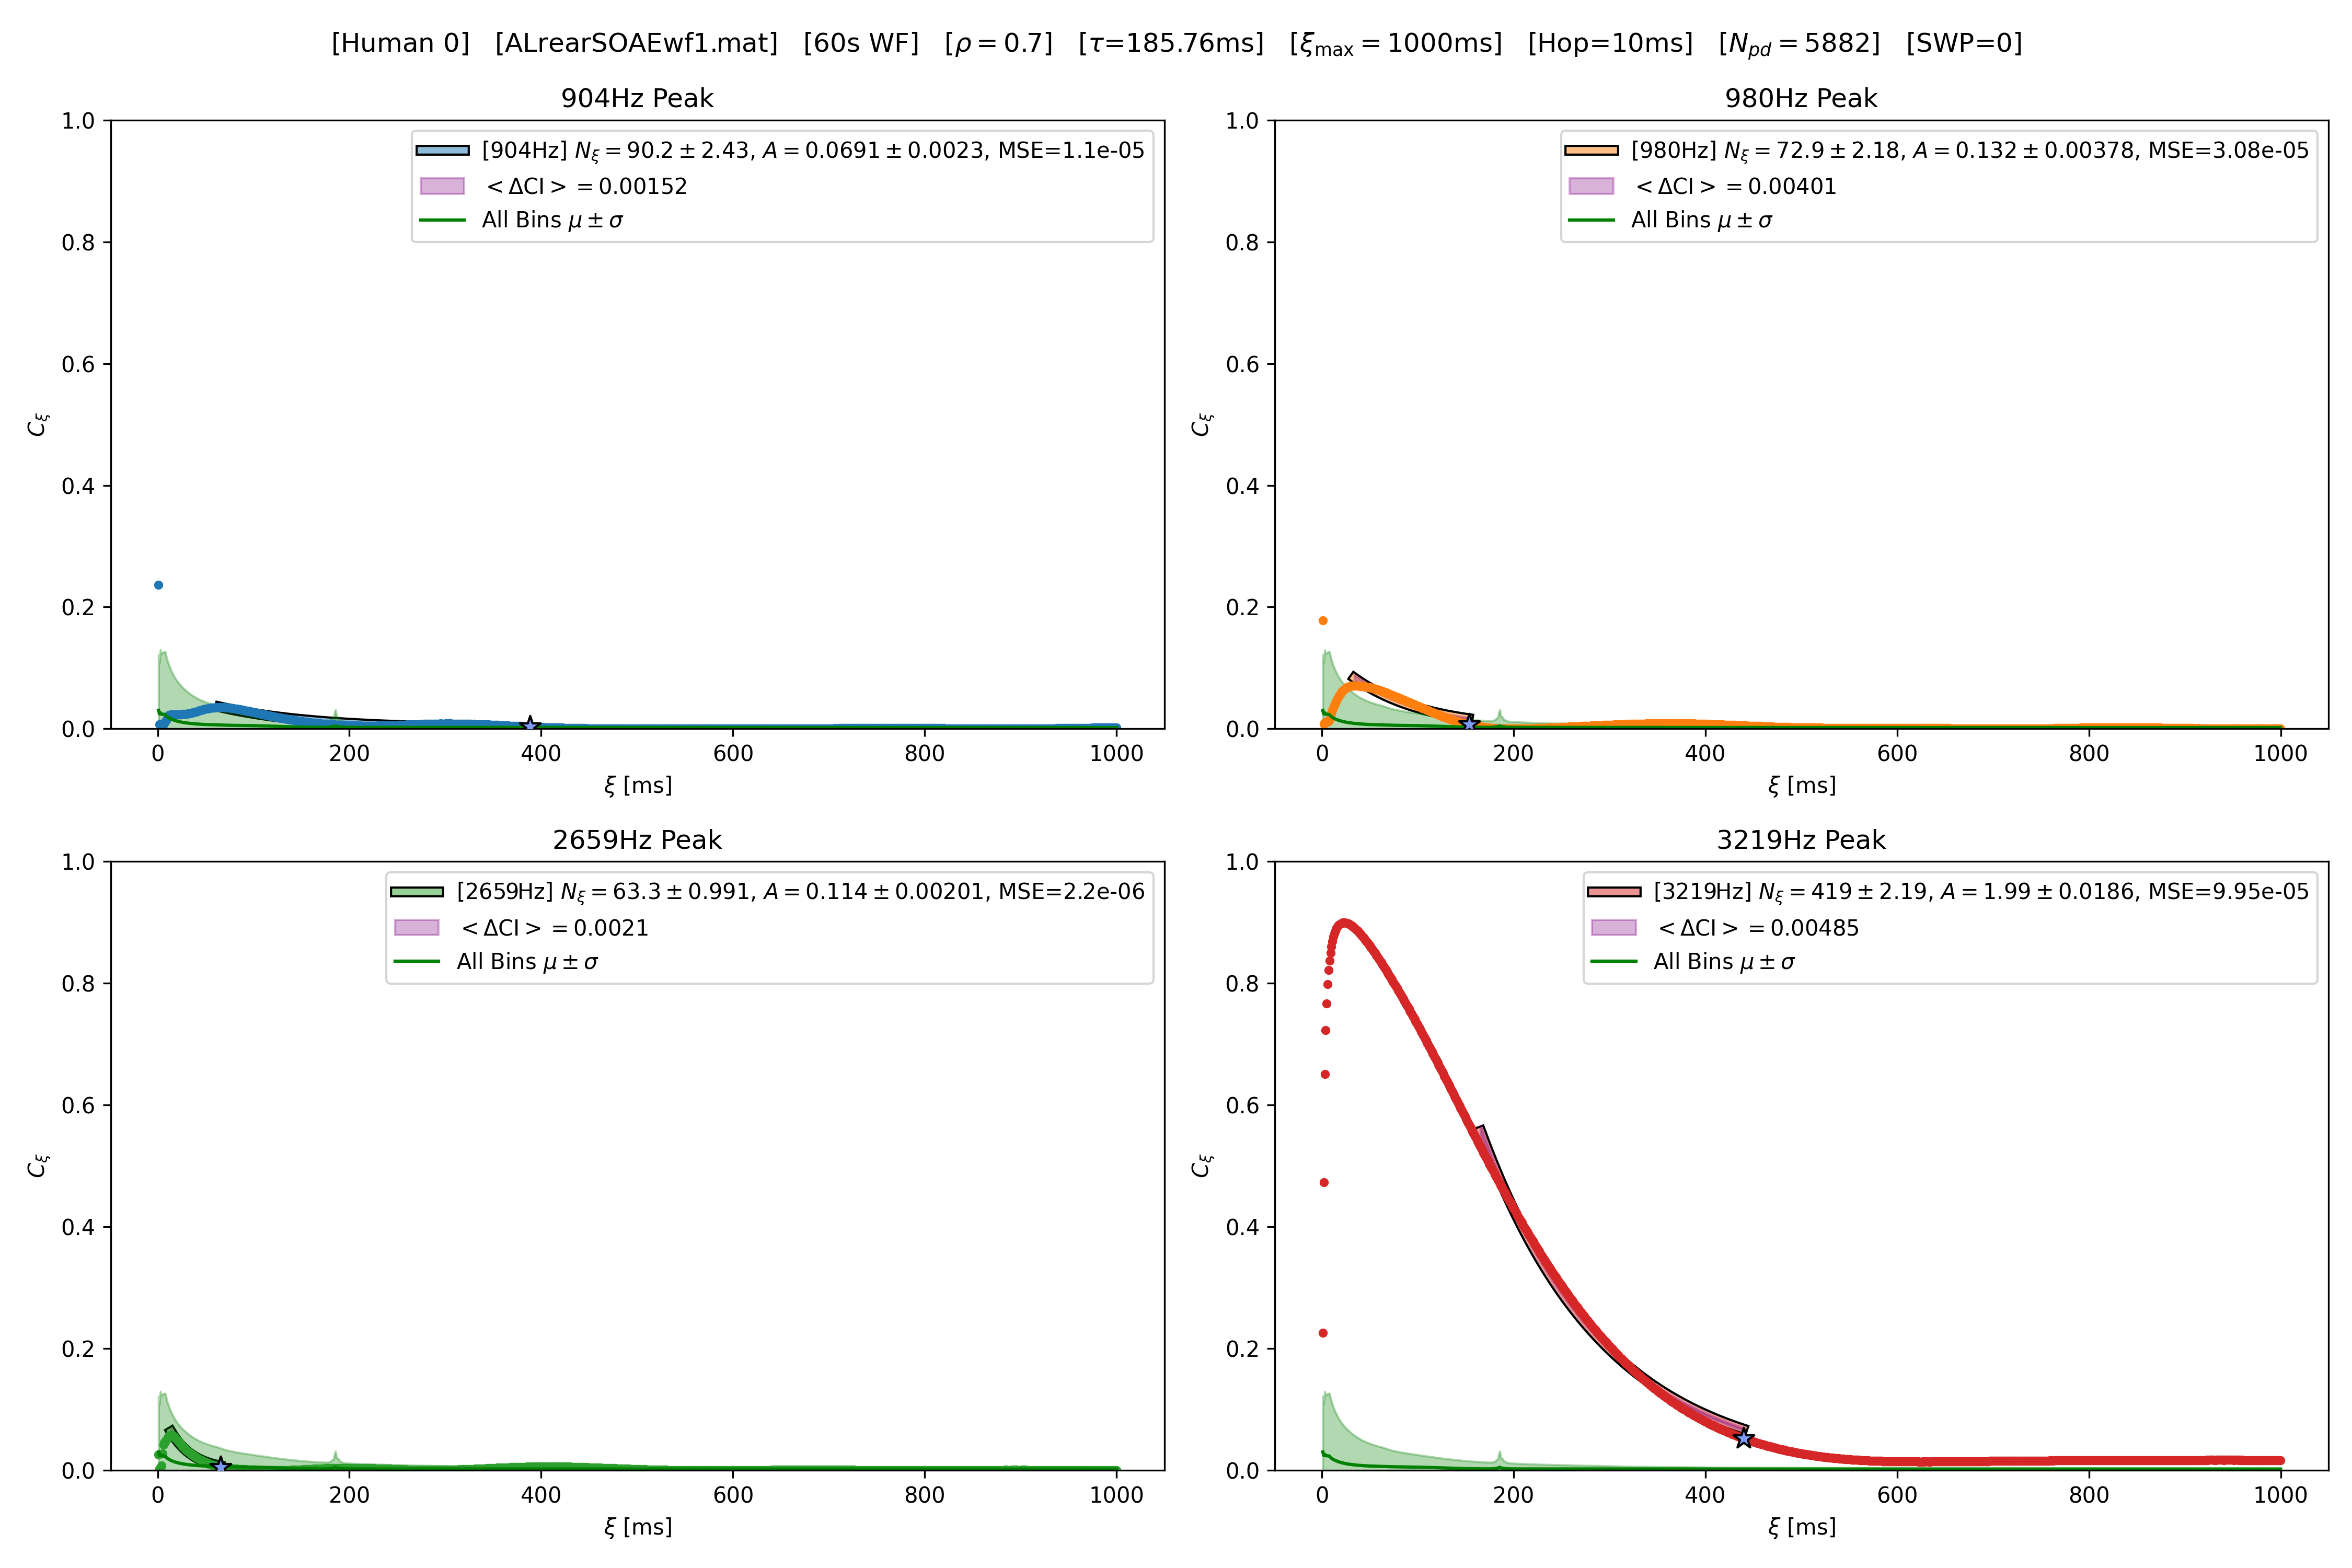 [Human 0] [ALrearSOAEwf1.mat] [60s WF] [ρ = 0.7] [τ=185.76ms] [ξmax = 1000ms] [Hop=10ms] [Npd = 5882] [SWP=0]
904Hz Peak
1.0
0.8
0.6
0.4
0.2
0.0
Cξ
[904Hz] Nξ = 90.2 ± 2.43, A = 0.0691 ± 0.0023, MSE=1.1e-05
< ΔCI > = 0.00152
All Bins μ ± σ
0 200 400 600 800 1000
ξ [ms]
980Hz Peak
1.0
0.8
0.6
0.4
0.2
0.0
Cξ
[980Hz] Nξ = 72.9 ± 2.18, A = 0.132 ± 0.00378, MSE=3.08e-05
< ΔCI > = 0.00401
All Bins μ ± σ
0 200 400 600 800 1000
ξ [ms]
2659Hz Peak
1.0
0.8
0.6
0.4
0.2
0.0
Cξ
[2659Hz] Nξ = 63.3 ± 0.991, A = 0.114 ± 0.00201, MSE=2.2e-06
< ΔCI > = 0.0021
All Bins μ ± σ
0 200 400 600 800 1000
ξ [ms]
3219Hz Peak
1.0
0.8
0.6
0.4
0.2
0.0
Cξ
[3219Hz] Nξ = 419 ± 2.19, A = 1.99 ± 0.0186, MSE=9.95e-05
< ΔCI > = 0.00485
All Bins μ ± σ
0 200 400 600 800 1000
ξ [ms]